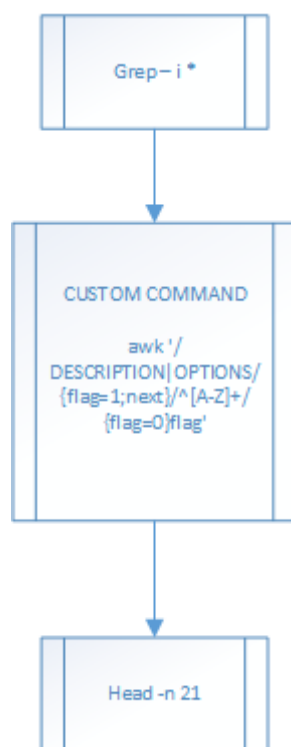 Grep – i *
CUSTOM COMMAND
awk '/
DESCRIPTION|OPTIONS/
{flag=1;next}/^[A-Z]+/
{flag=0}flag'
Head -n 21